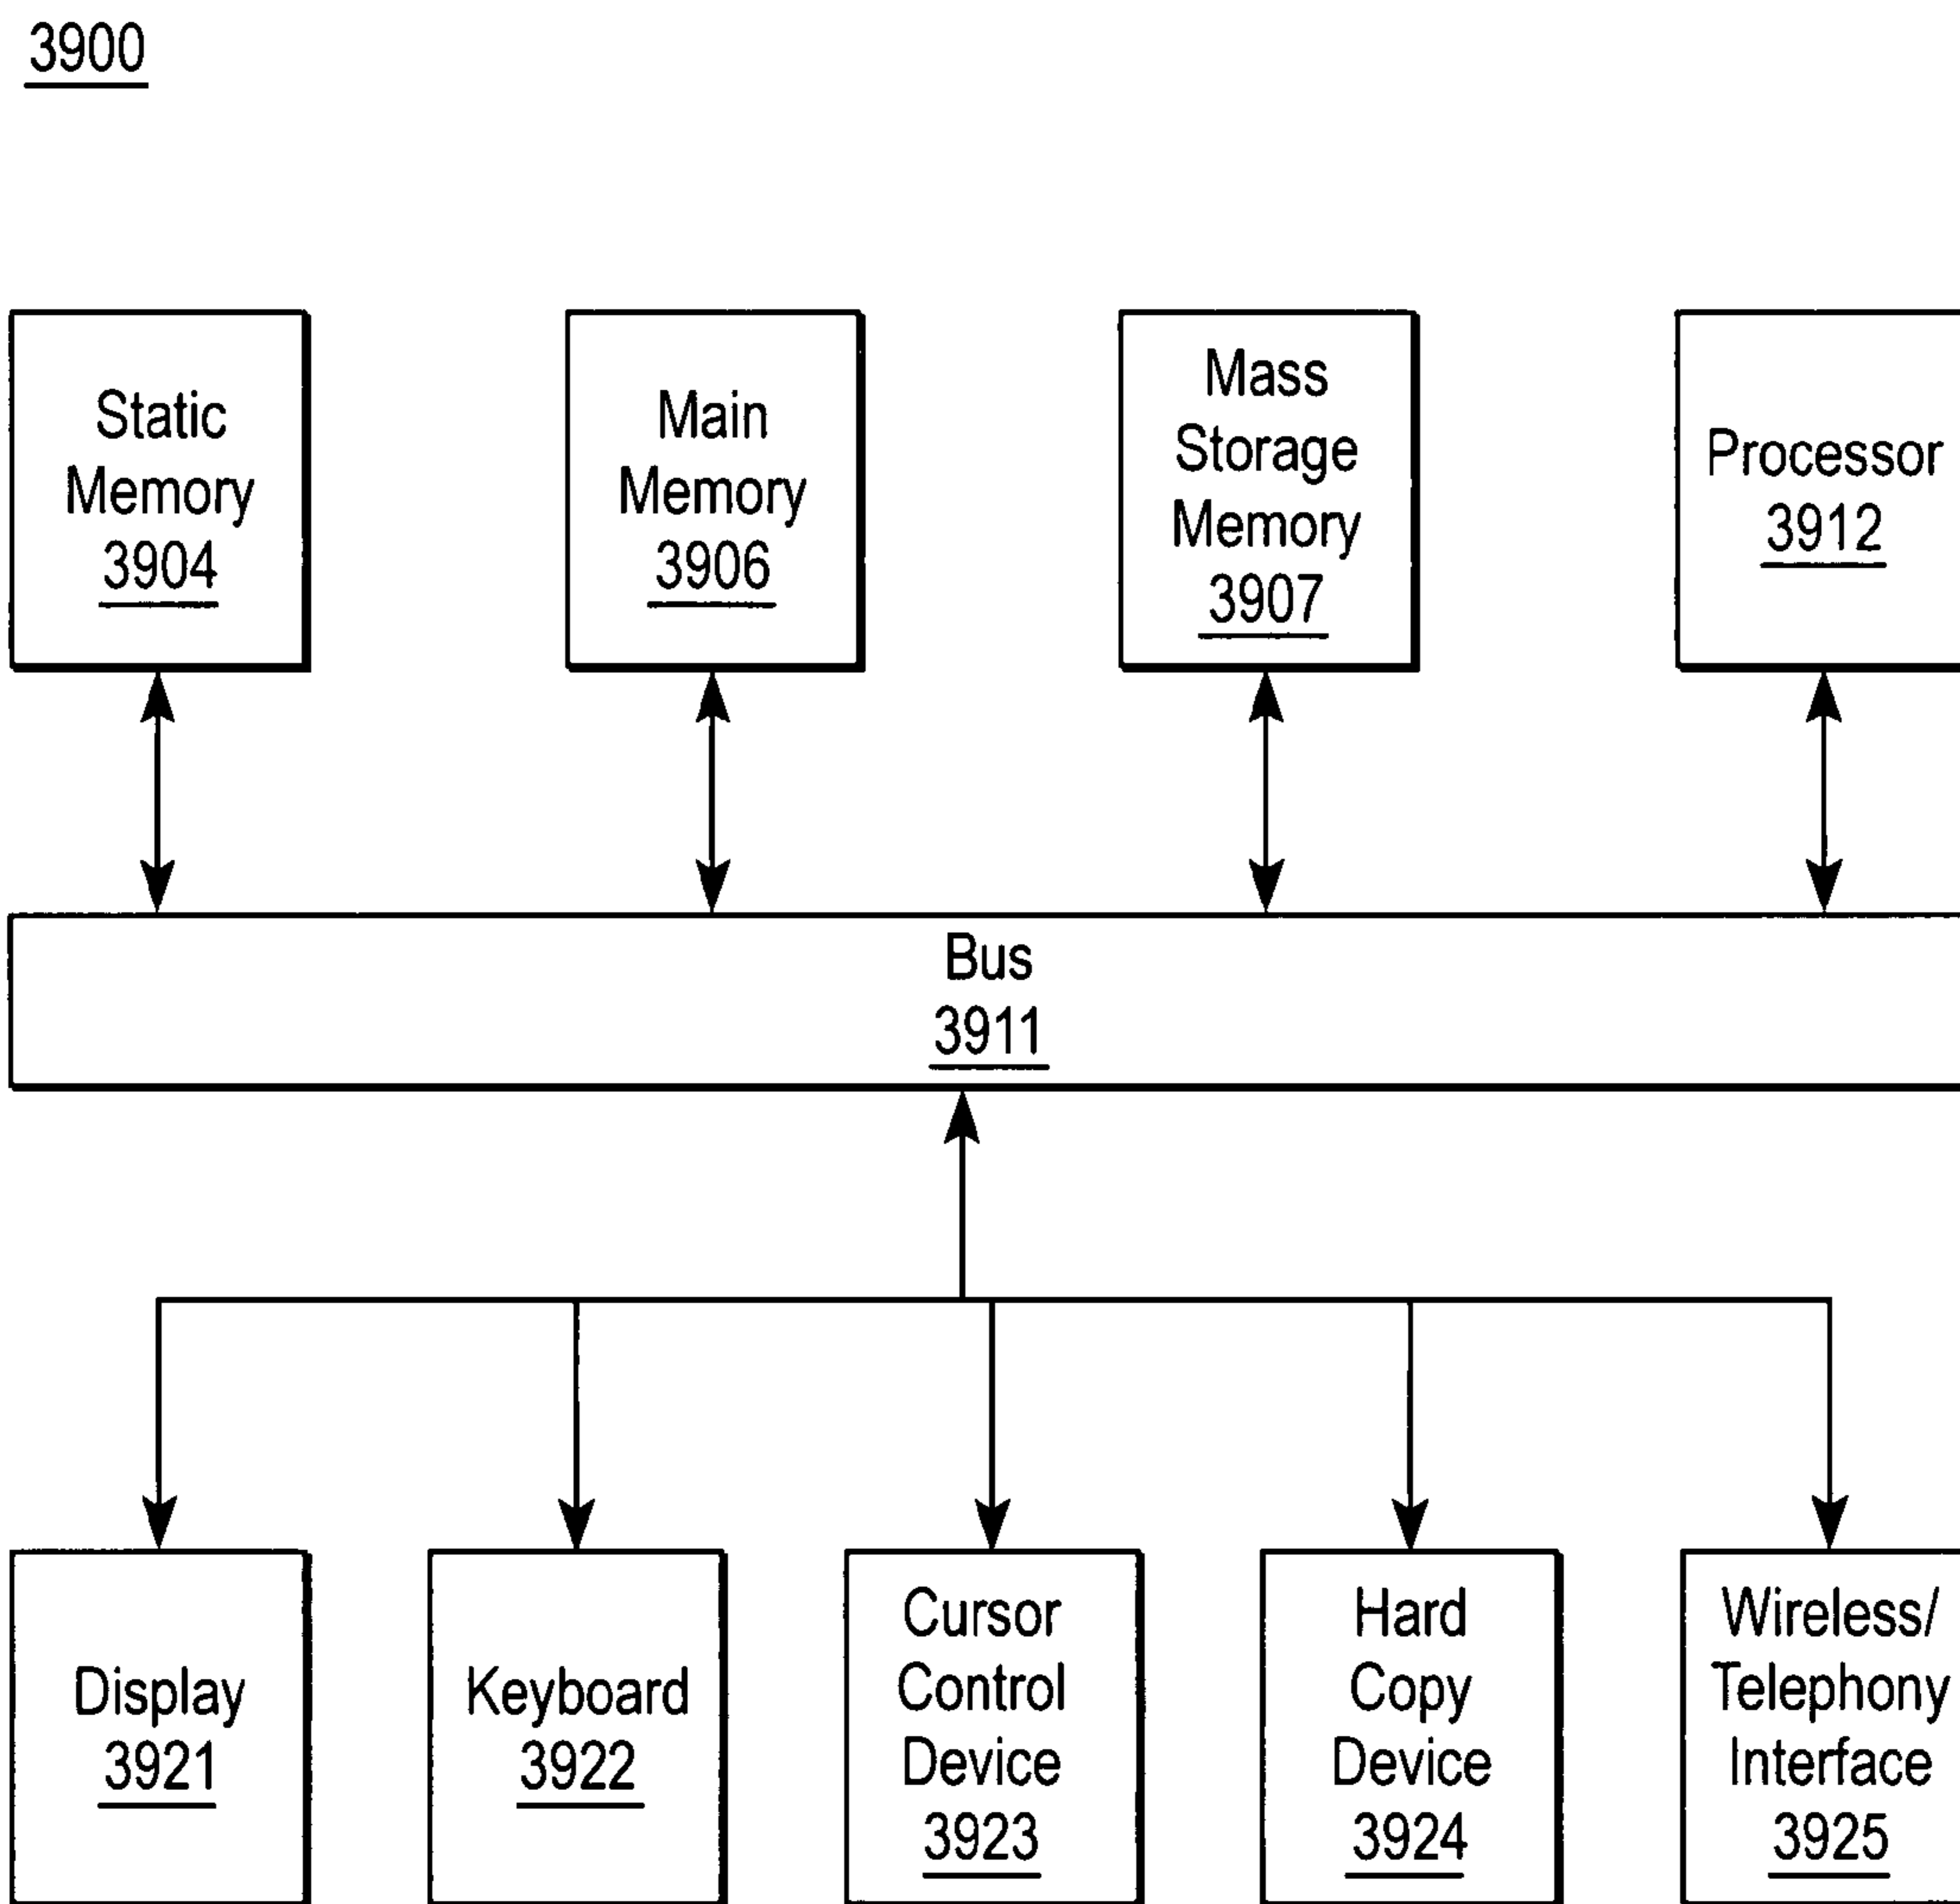 3900
Static
Memory
3904
Main
Memory
3906
Mass
Storage
Memory
3907
Processor
3912
Bus
3911
Display
3921
Keyboard
3922
Cursor
Control
Device
3923
Hard
Copy
Device
3924
Wireless/
Telephony
Interface
3925